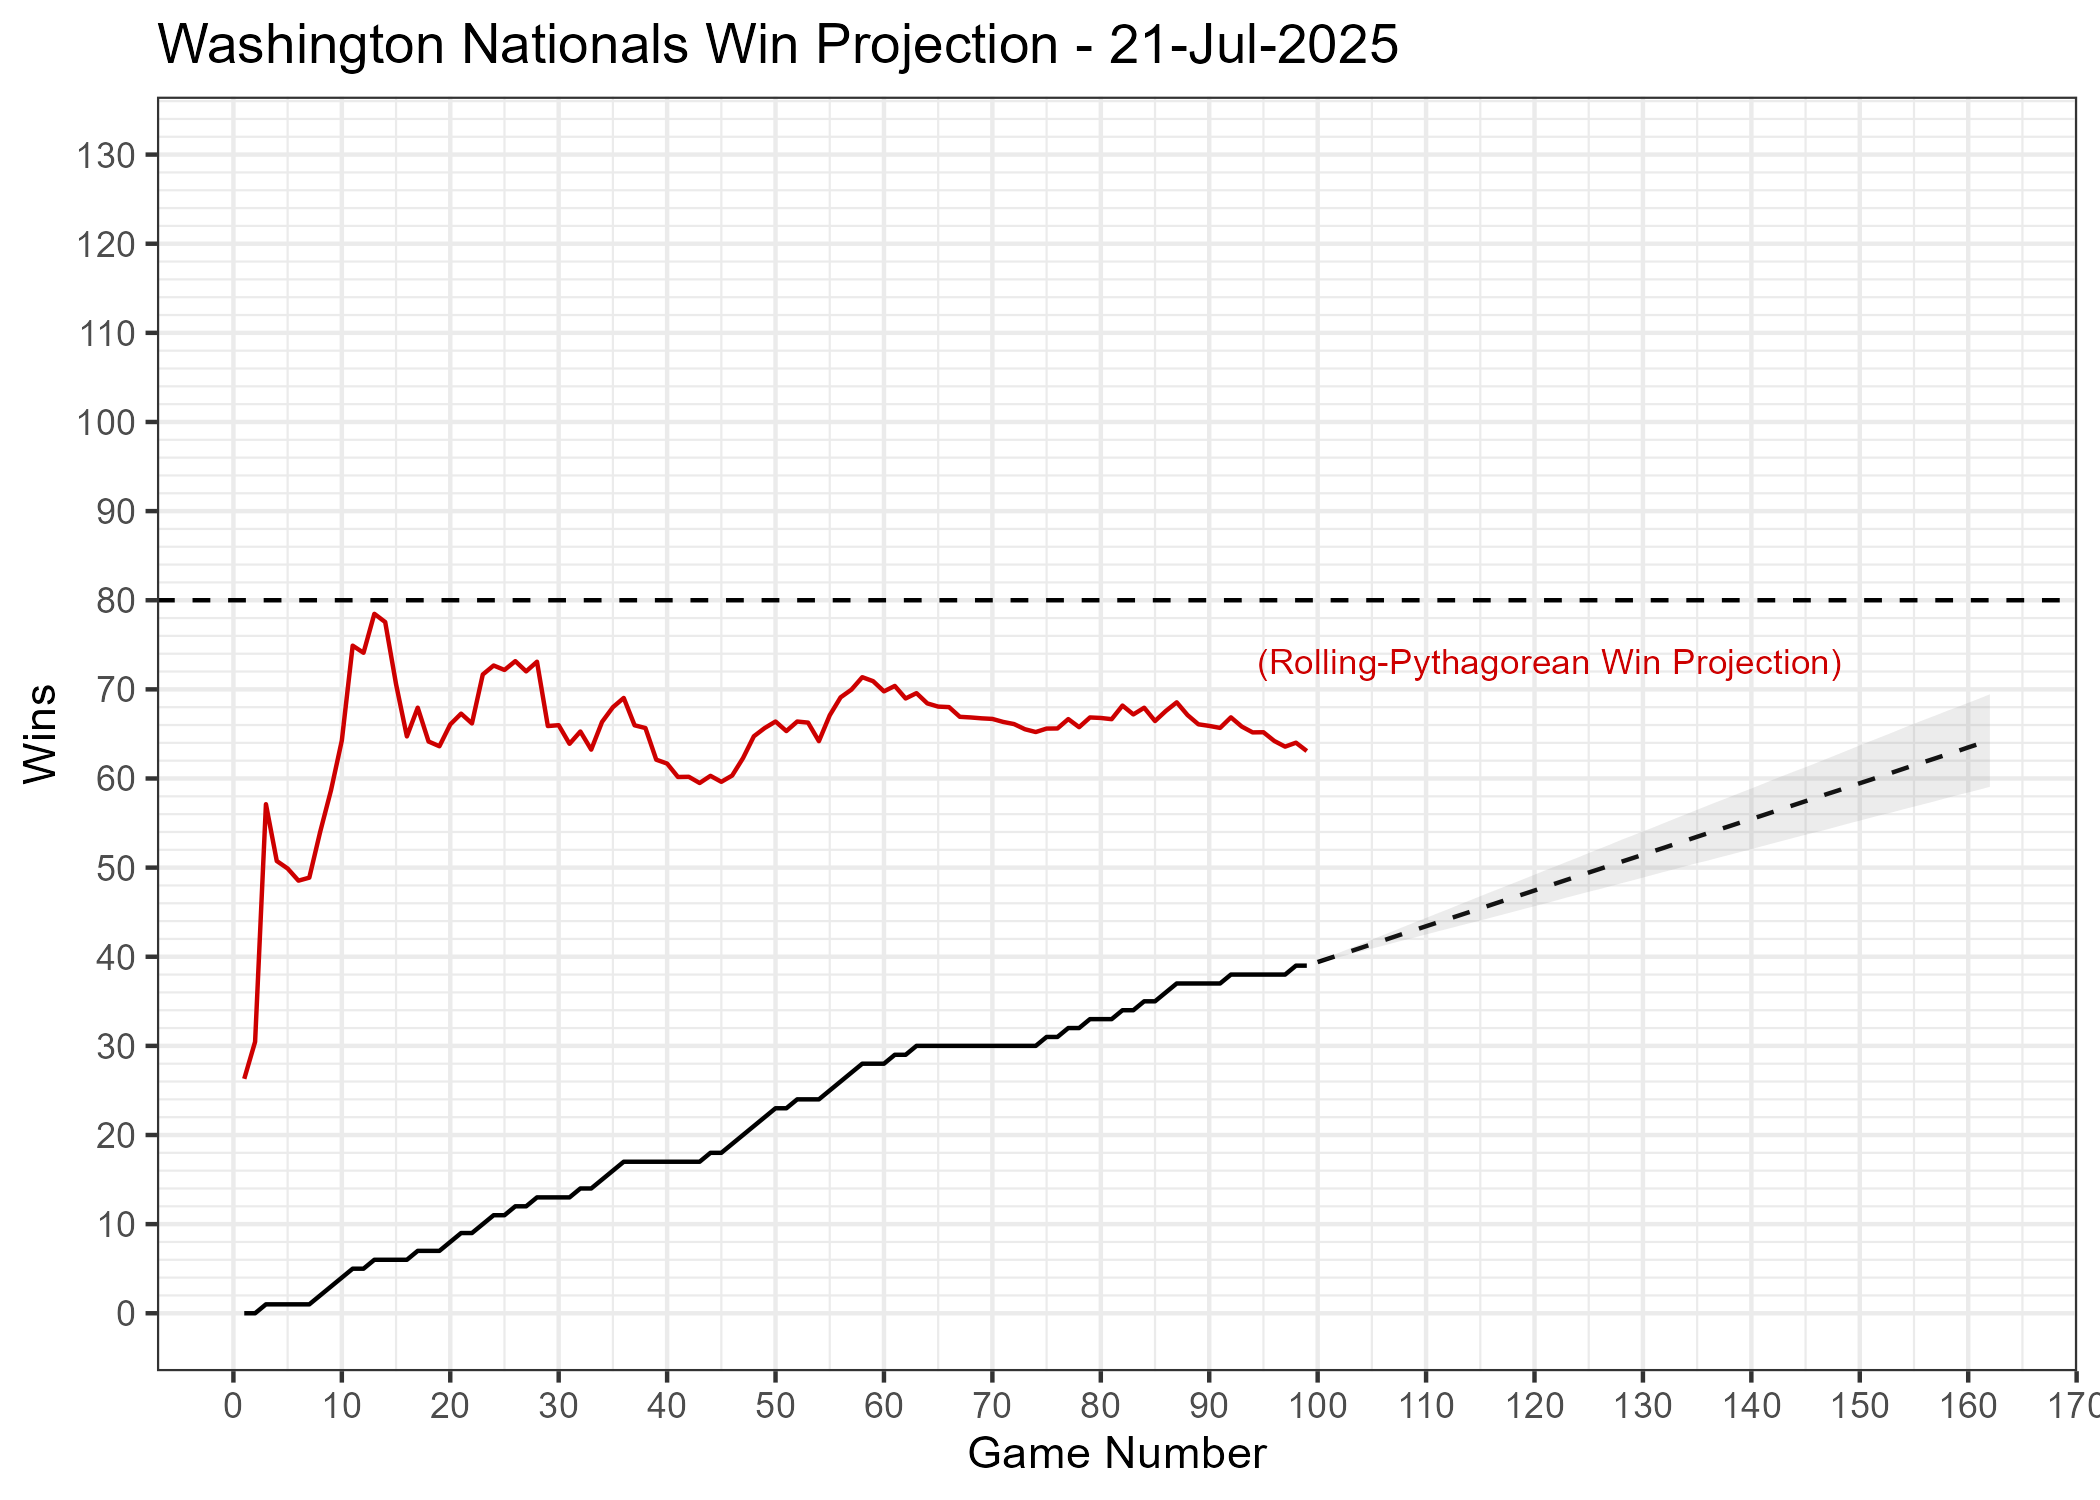 Washington Nationals Win Projection - 21-Jul-2025
130
120
110
100
90
80
70
60
50
40
30
20
10
0
Wins
(Rolling-Pythagorean Win Projection)
0 10 20 30 40 50 60 70 80 90 100 110 120 130 140 150 160 170
Game Number